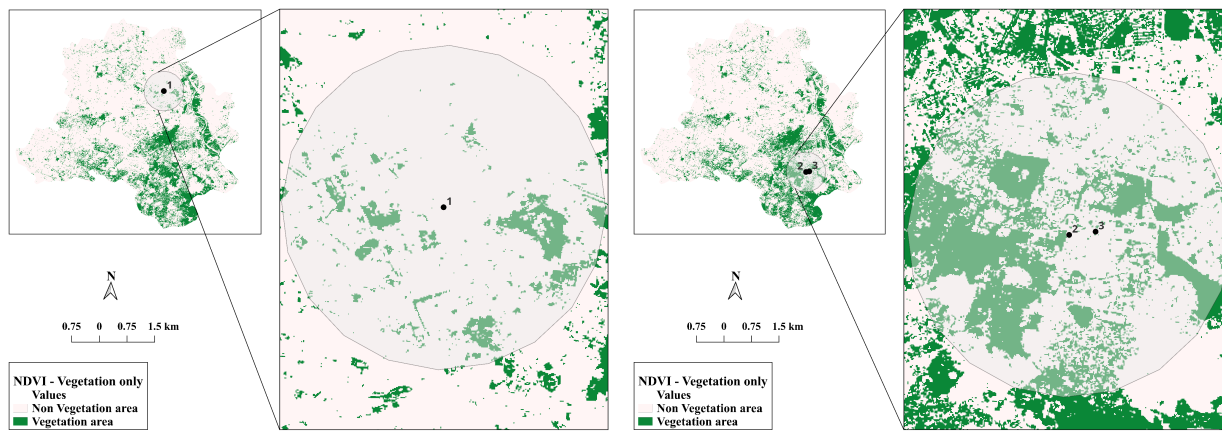 1
1
N
0.75 0 0.75 1.5 km
NDVI - Vegetation only
Values
Non Vegetation area
Vegetation area
2 3
2 3
N
0.75 0 0.75 1.5 km
NDVI - Vegetation only
Values
Non Vegetation area
Vegetation area